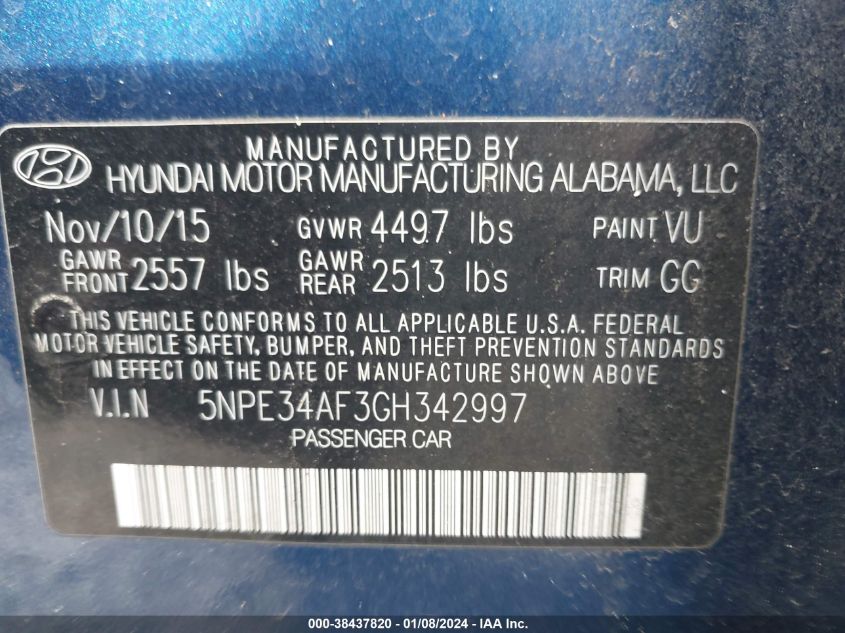 MANUFACTURED BY
HYUNDAI MOTOR MANUFACTURING ALABAMA, LLC
Nov/10/15 GVWR 4497 lbs PAINT VU
GAWR FRONT 2557 lbs GAWR REAR 2513 lbs TRIM GG
THIS VEHICLE CONFORMS TO ALL APPLICABLE U.S.A. FEDERAL
MOTOR VEHICLE SAFETY, BUMPER, AND THEFT PREVENTION STANDARDS
IN EFFECT ON THE DATE OF MANUFACTURE SHOWN ABOVE.
V.I.N 5NPE34AF3GH342997
PASSENGER CAR
000-38437820 - 01/08/2024 - IAA Inc.